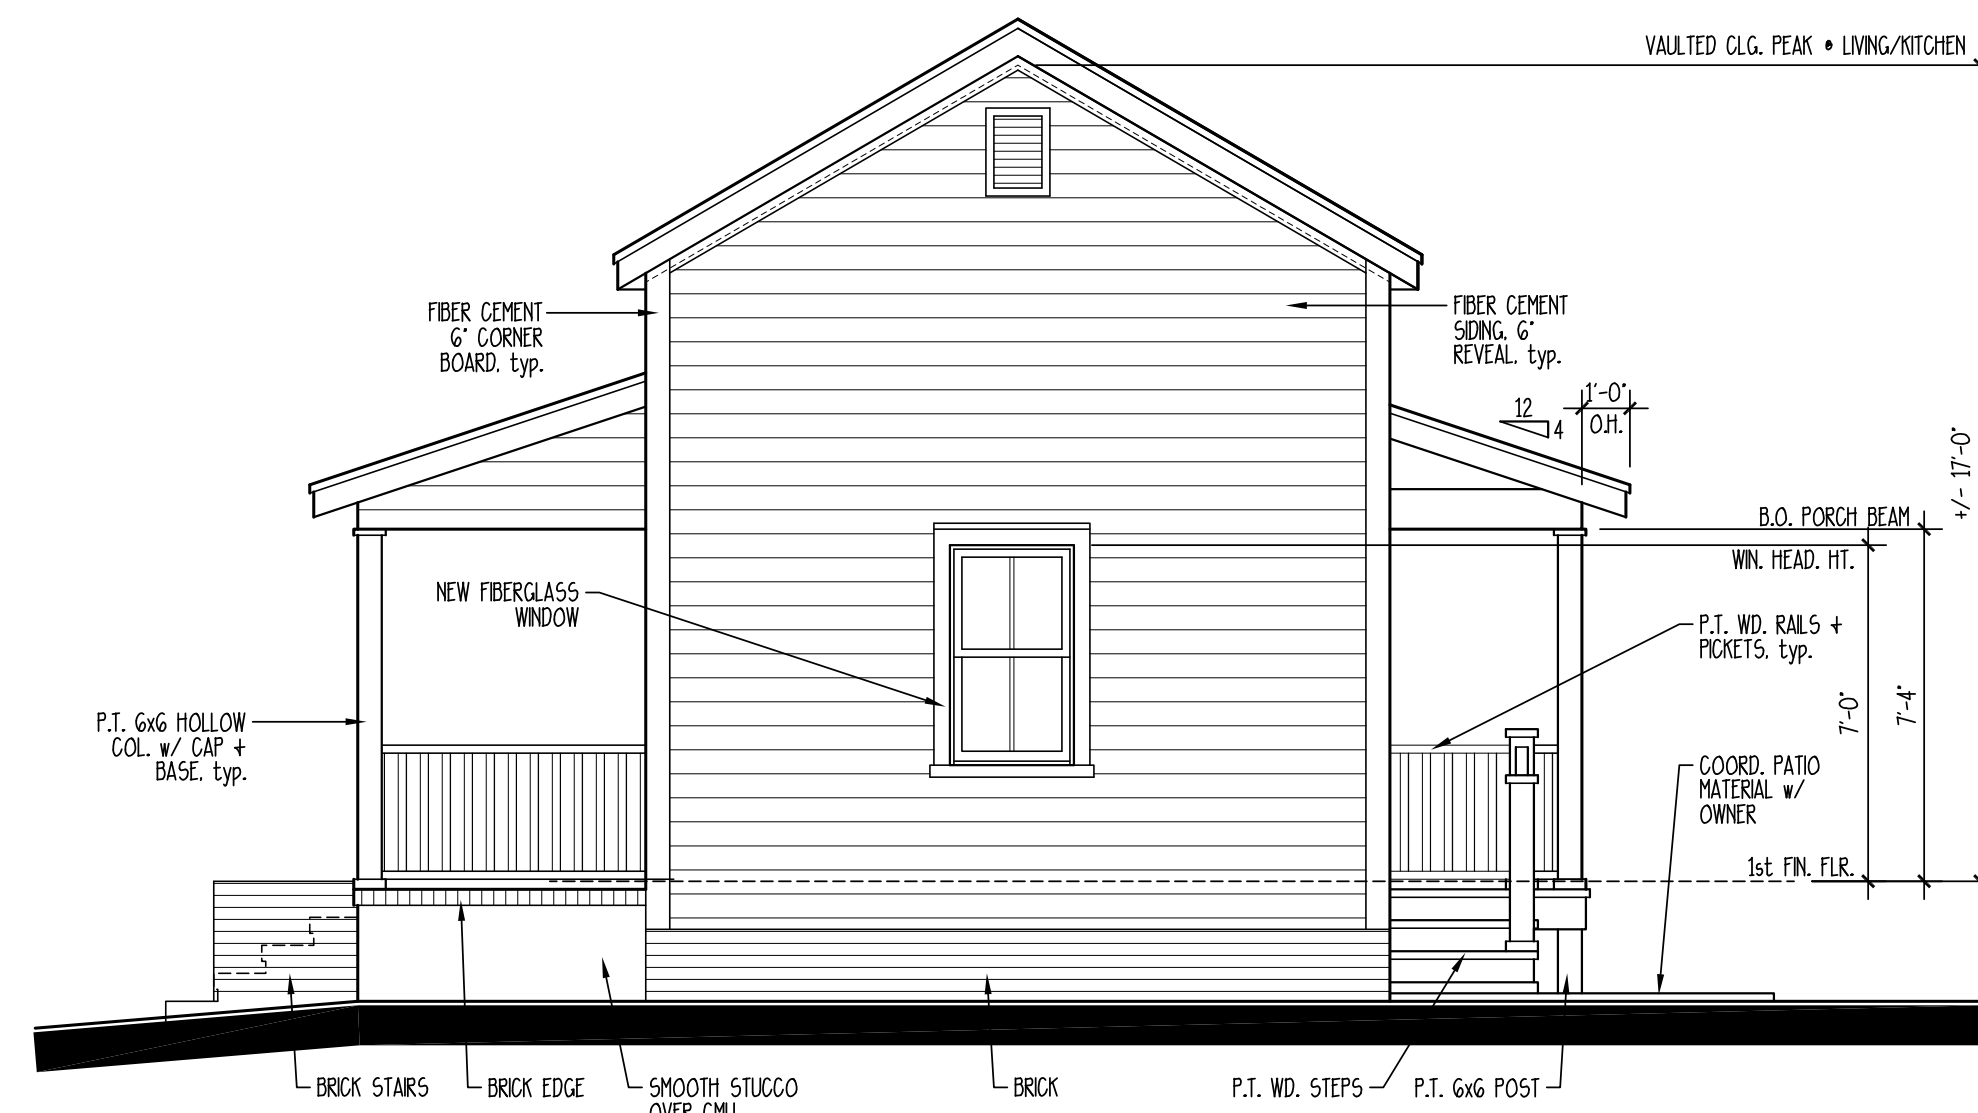 VAULTED CLG. PEAK @ LIVING/KITCHEN
FIBER CEMENT
6" CORNER
BOARD, typ.
FIBER CEMENT
SIDING, 6"
REVEAL, typ.
12
4
1'-0"
O.H.
+/- 17'-0"
B.O. PORCH BEAM
WIN. HEAD. HT.
NEW FIBERGLASS
WINDOW
P.T. WD. RAILS +
PICKETS, typ.
7'-0"
7'-4"
P.T. 6x6 HOLLOW
COL. w/ CAP +
BASE, typ.
COORD. PATIO
MATERIAL w/
OWNER
1st FIN. FLR.
BRICK STAIRS
BRICK EDGE
SMOOTH STUCCO
OVER CMU
BRICK
P.T. WD. STEPS
P.T. 6x6 POST